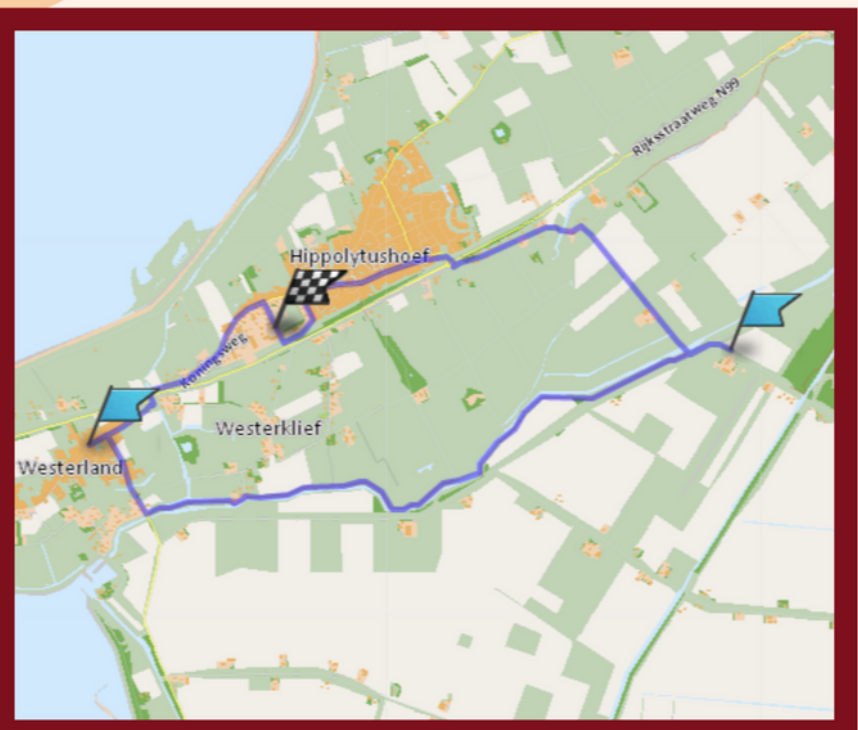 Rijksstraatweg N99
Hippolytushoef
Koningsweg
Westerklief
Westerland